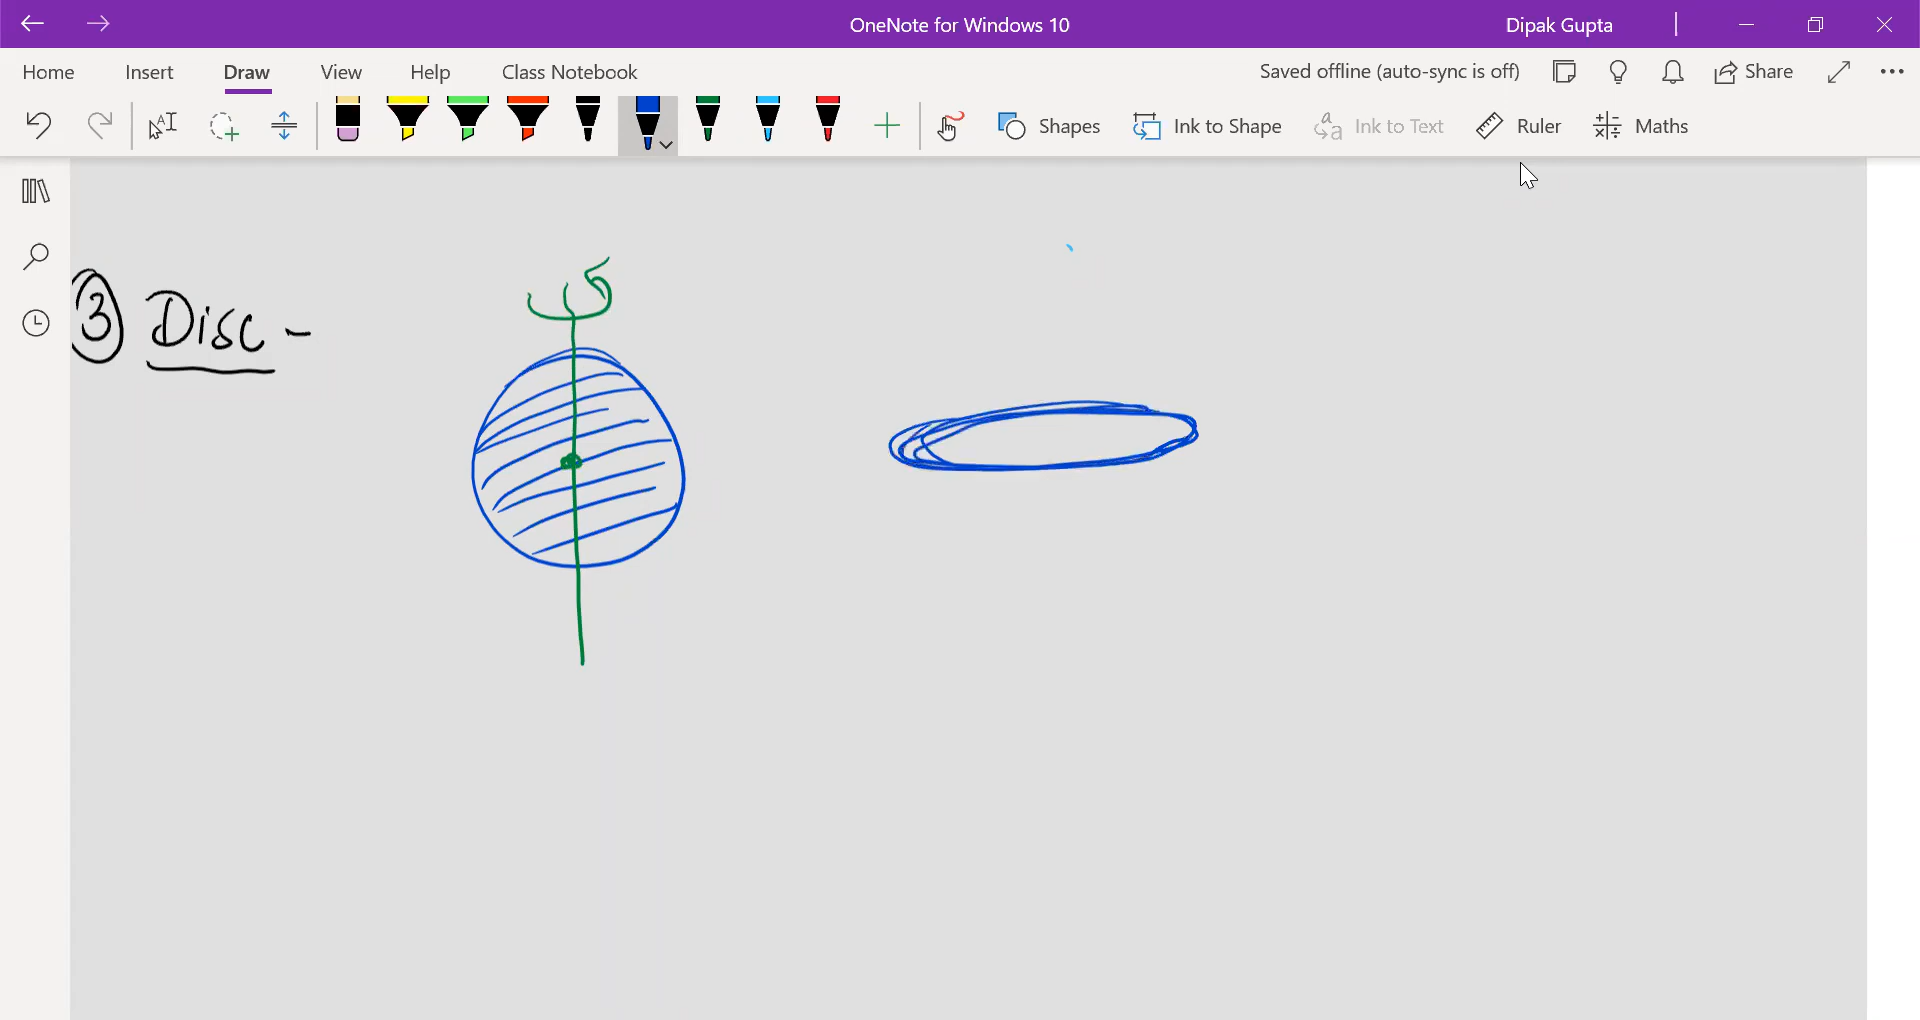 OneNote for Windows 10
Dipak Gupta
Home Insert Draw View Help Class Notebook
Saved offline (auto-sync is off) Share
Shapes Ink to Shape Ink to Text Ruler Maths
③ Disc -